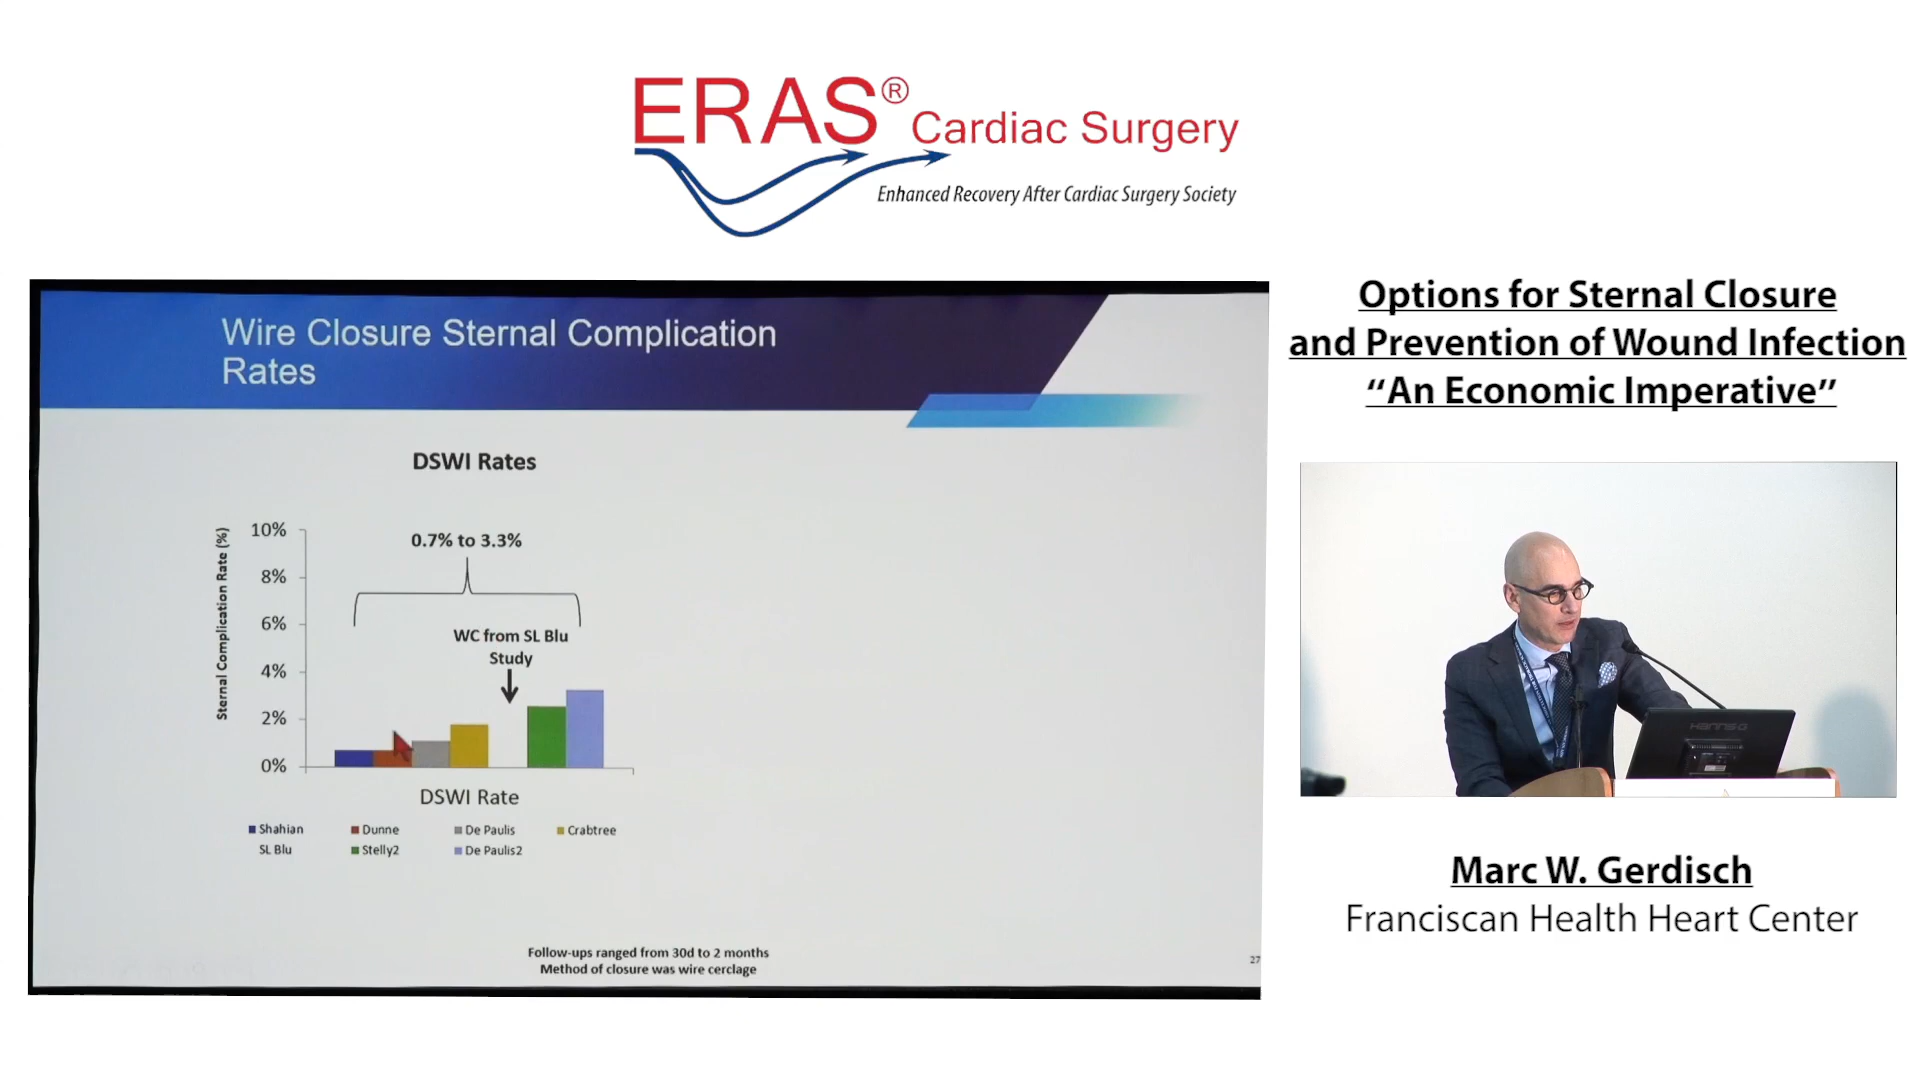 ERAS® Cardiac Surgery
Enhanced Recovery After Cardiac Surgery Society
Options for Sternal Closure
and Prevention of Wound Infection
“An Economic Imperative”
Wire Closure Sternal Complication
Rates
DSWI Rates
Sternal Complication Rate (%)
10%
8%
6%
4%
2%
0%
0.7% to 3.3%
WC from SL Blu
Study
DSWI Rate
Shahian Dunne De Paulis Crabtree
SL Blu Stelly2 De Paulis2
Follow-ups ranged from 30d to 2 months
Method of closure was wire cerclage
27
Marc W. Gerdisch
Franciscan Health Heart Center